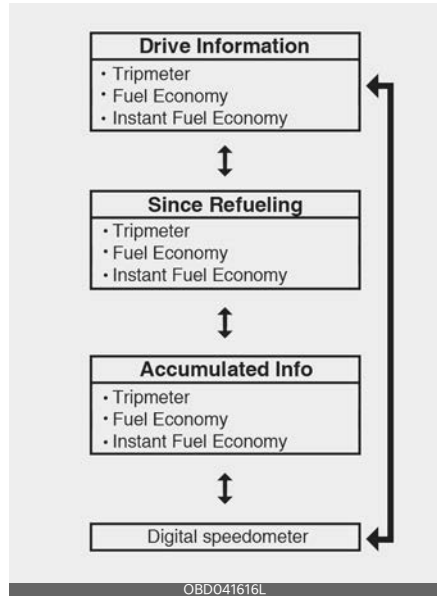 Drive Information
• Tripmeter
• Fuel Economy
• Instant Fuel Economy
Since Refueling
• Tripmeter
• Fuel Economy
• Instant Fuel Economy
Accumulated Info
• Tripmeter
• Fuel Economy
• Instant Fuel Economy
Digital speedometer
OBD041616L